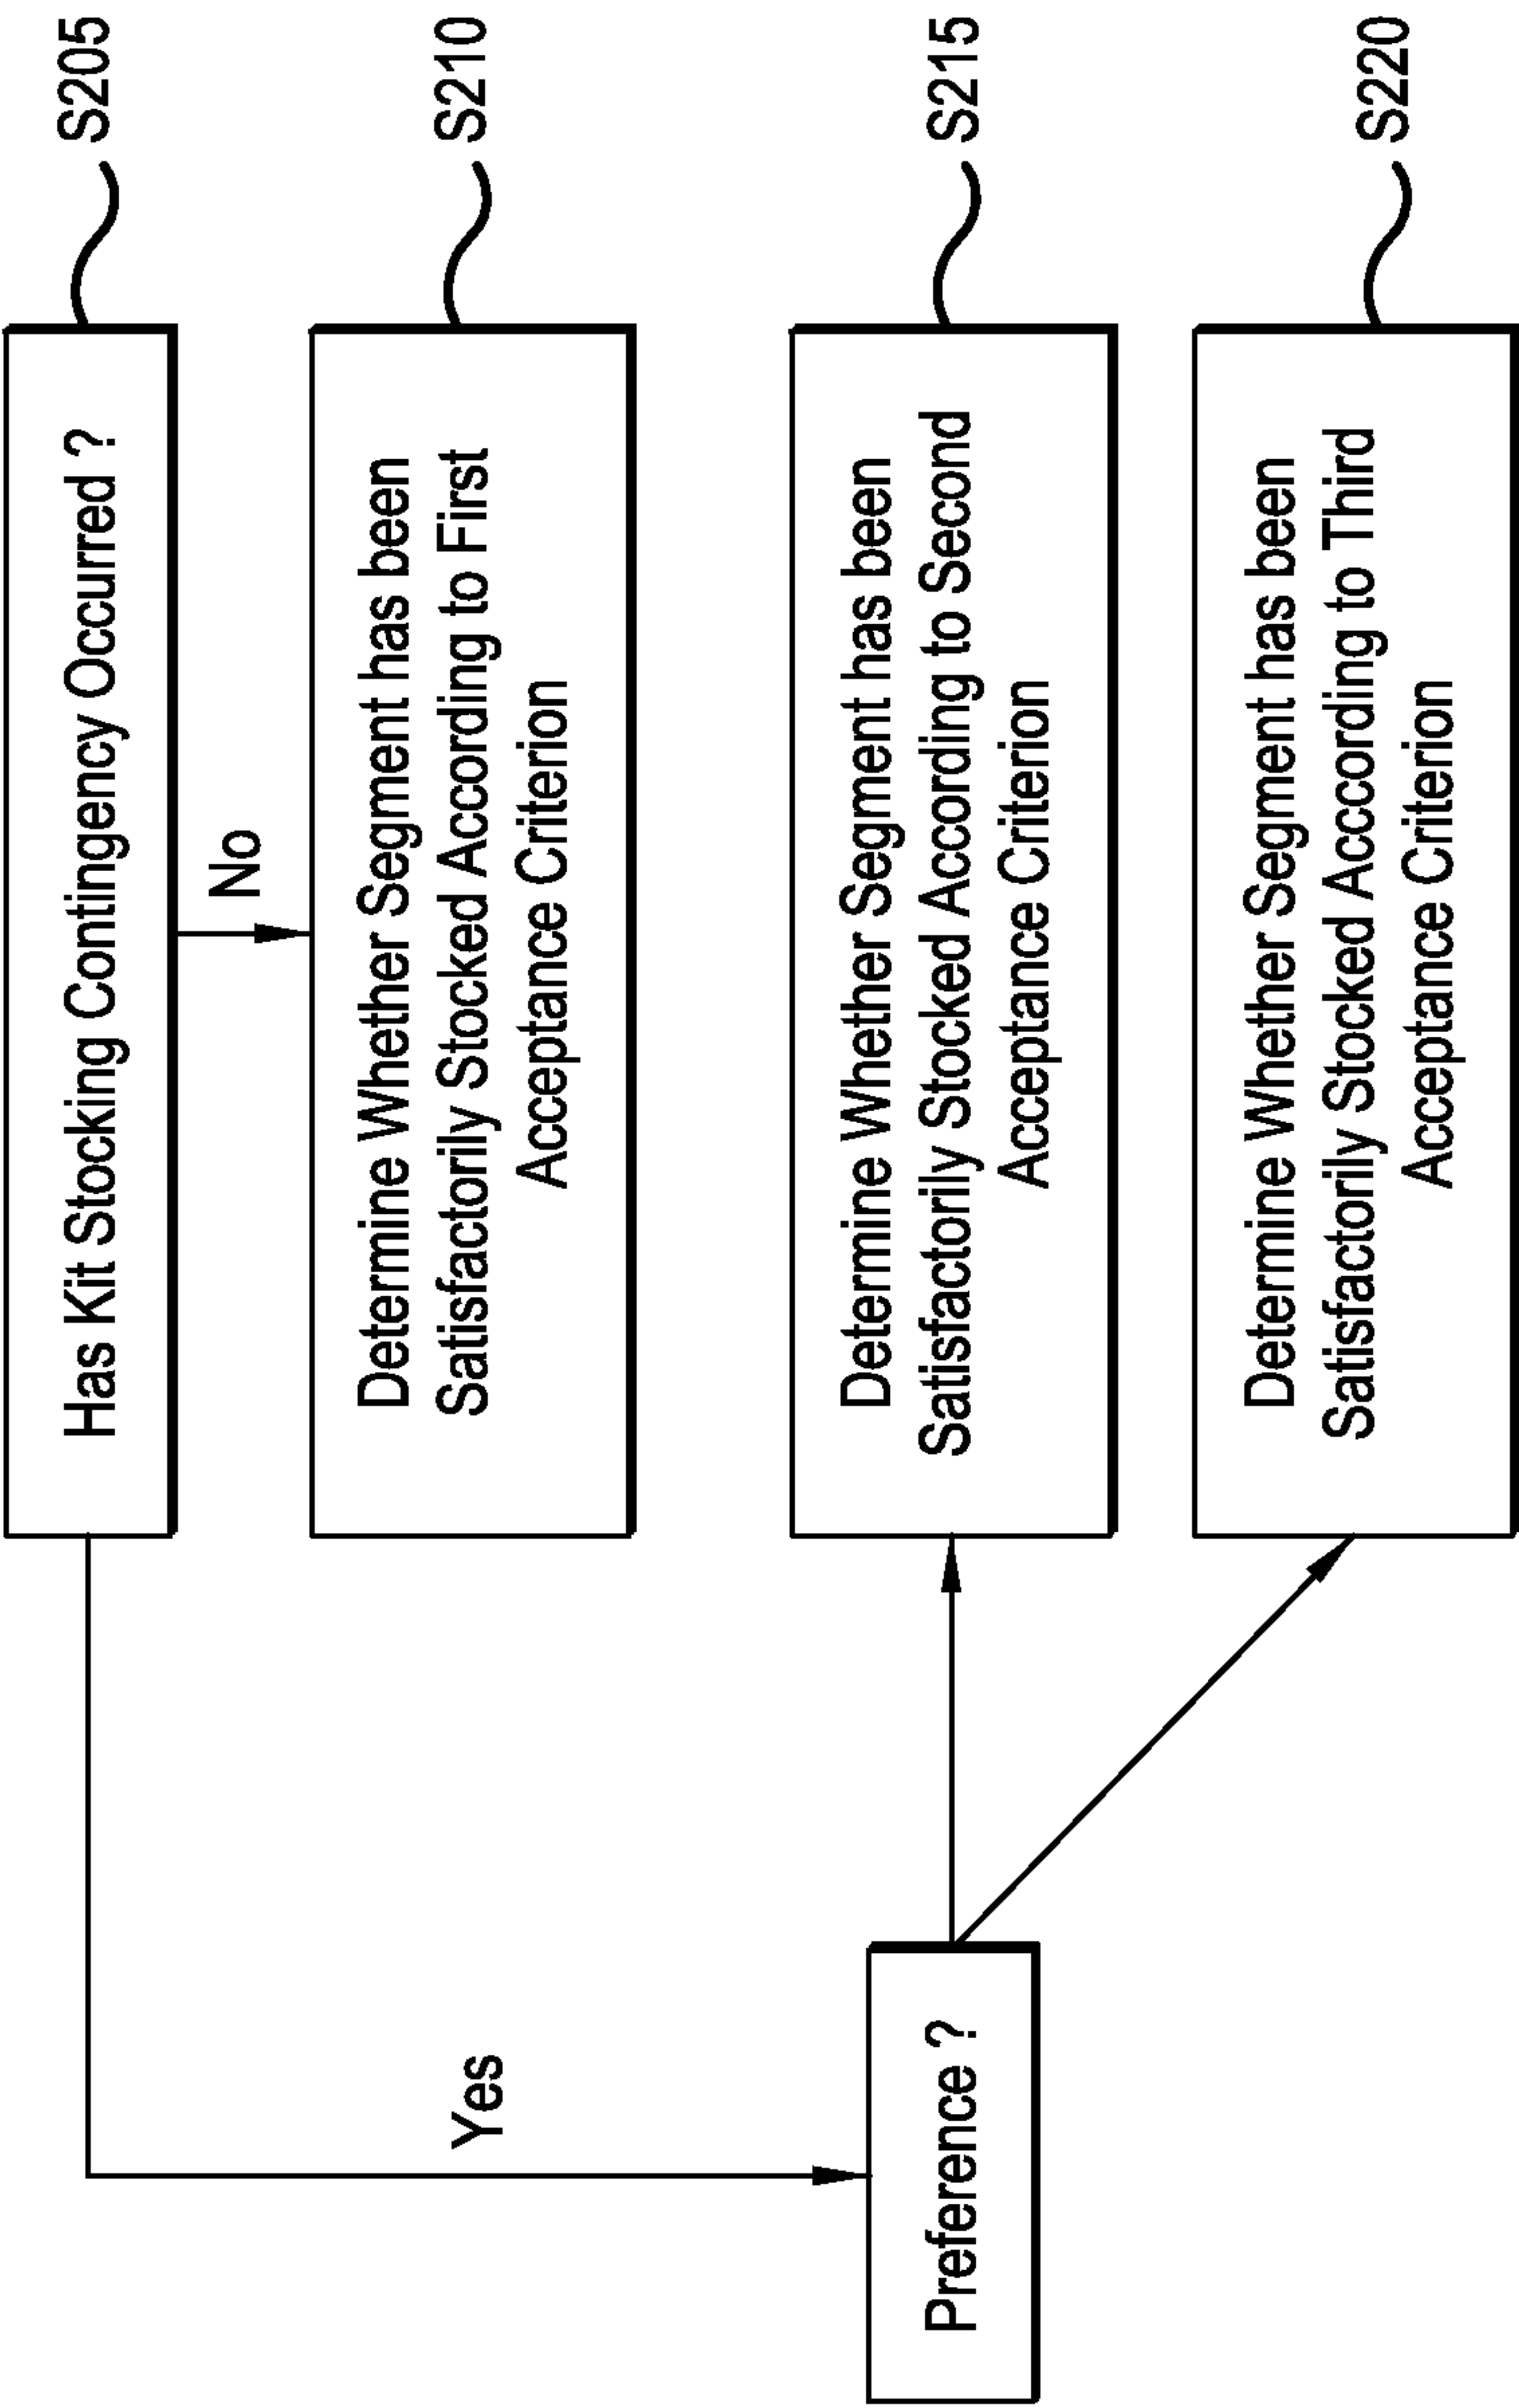 Has Kit Stocking Contingency Occurred ?
S205
No
Determine Whether Segment has been
Satisfactorily Stocked According to First
Acceptance Criterion
S210
Yes
Preference ?
Determine Whether Segment has been
Satisfactorily Stocked According to Second
Acceptance Criterion
S215
Determine Whether Segment has been
Satisfactorily Stocked According to Third
Acceptance Criterion
S220